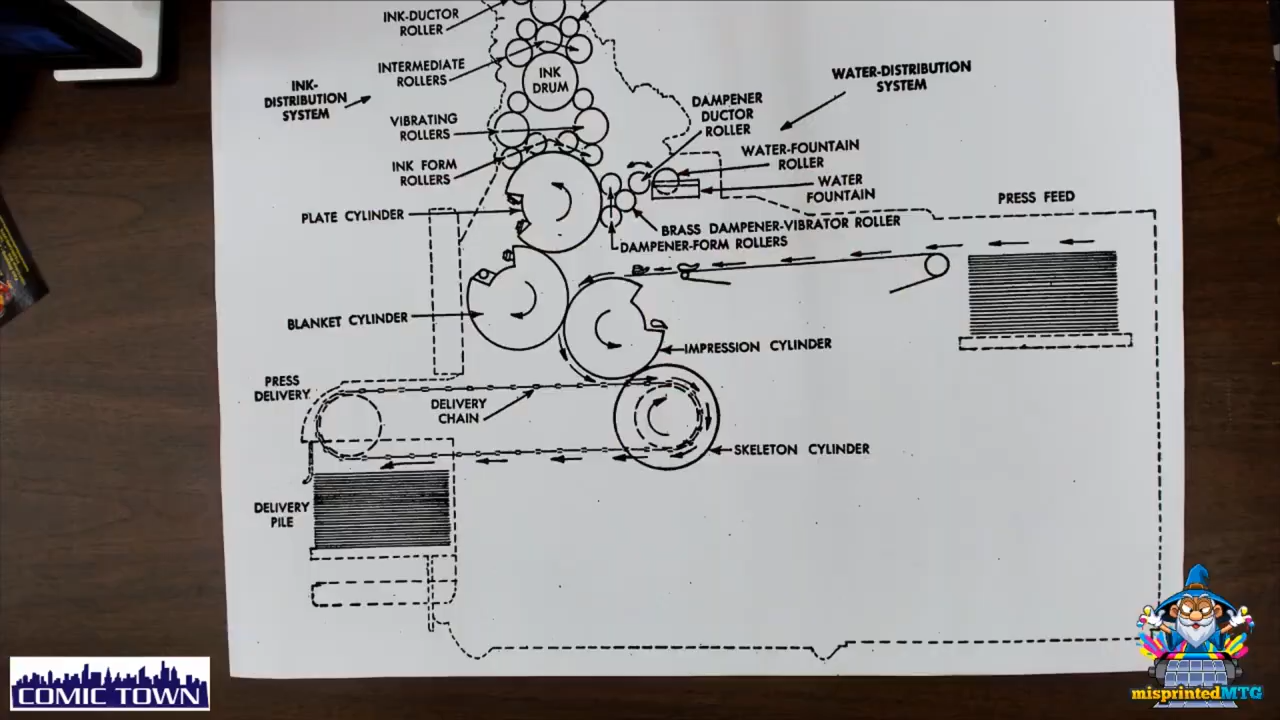 INK-DUCTOR
ROLLER
INTERMEDIATE
ROLLERS
INK-
DISTRIBUTION
SYSTEM
INK
DRUM
VIBRATING
ROLLERS
INK FORM
ROLLERS
WATER-DISTRIBUTION
SYSTEM
DAMPENER
DUCTOR
ROLLER
WATER-FOUNTAIN
ROLLER
WATER
FOUNTAIN
PLATE CYLINDER
BRASS DAMPENER-VIBRATOR ROLLER
DAMPENER-FORM ROLLERS
PRESS FEED
BLANKET CYLINDER
IMPRESSION CYLINDER
PRESS
DELIVERY
DELIVERY
CHAIN
SKELETON CYLINDER
DELIVERY
PILE
COMIC TOWN
misprintedMTG